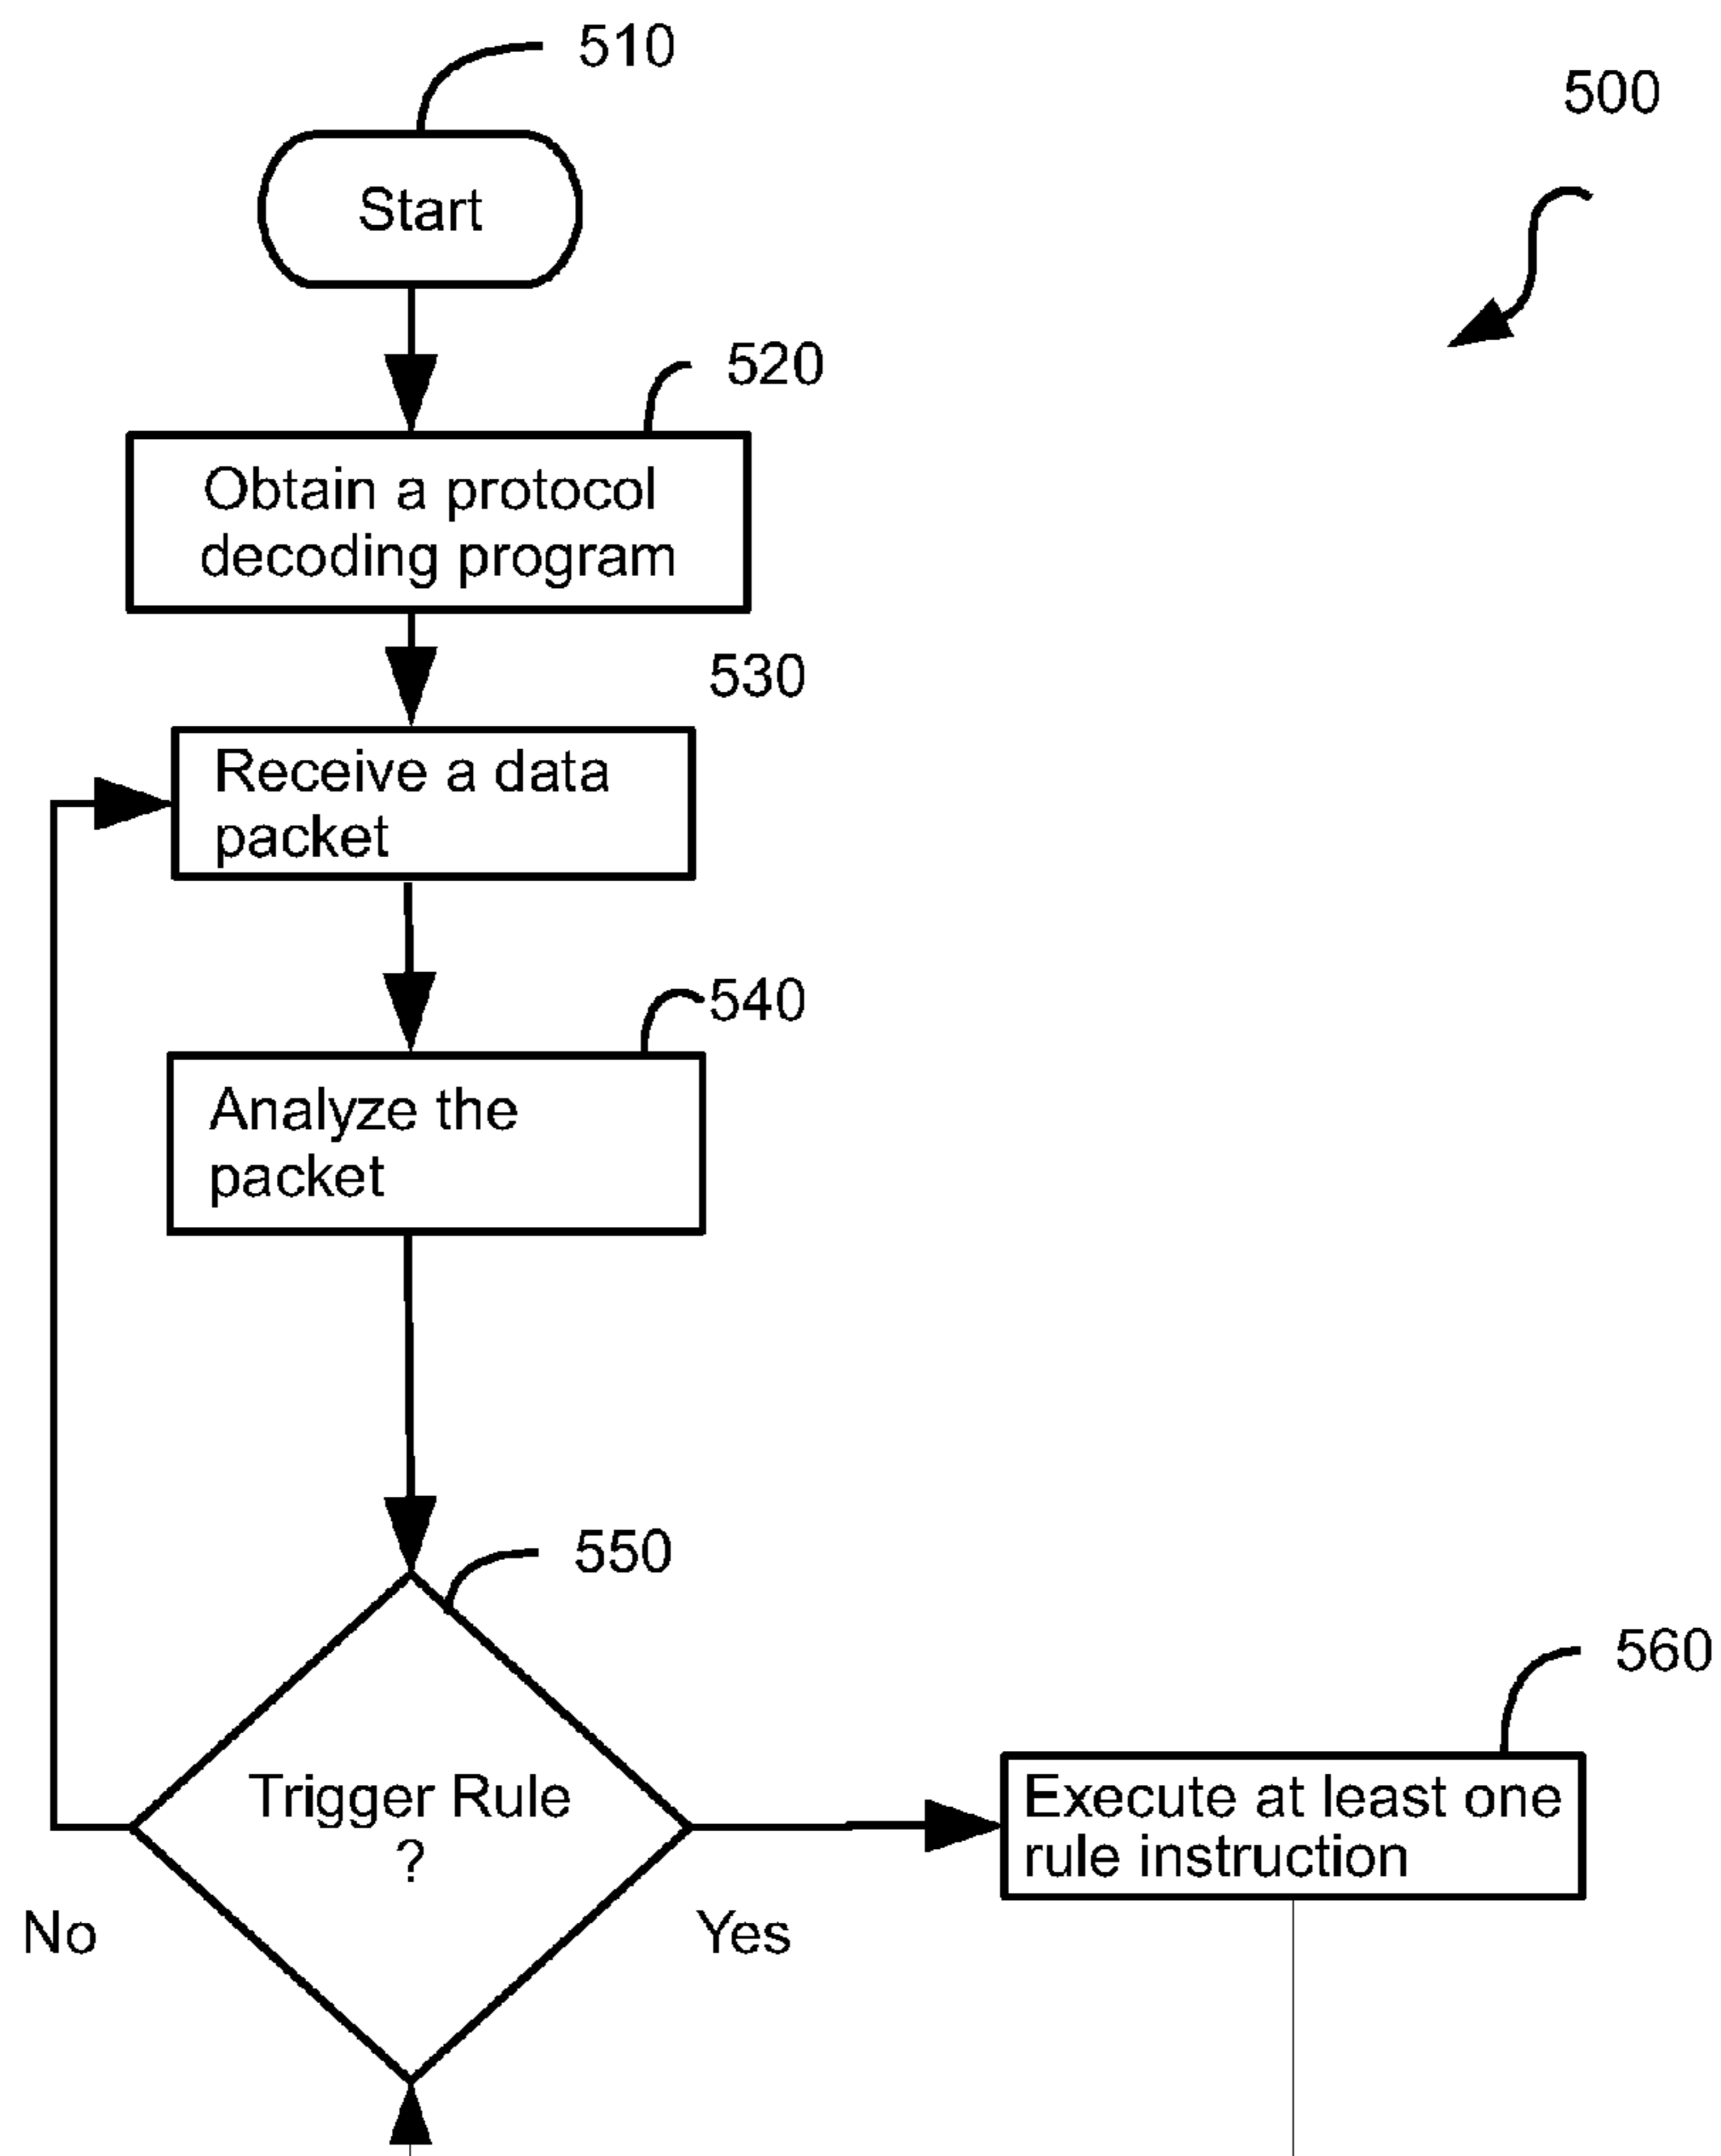 510
500
Start
520
Obtain a protocol
decoding program
530
Receive a data
packet
540
Analyze the
packet
550
560
Trigger Rule
?
Execute at least one
rule instruction
No
Yes